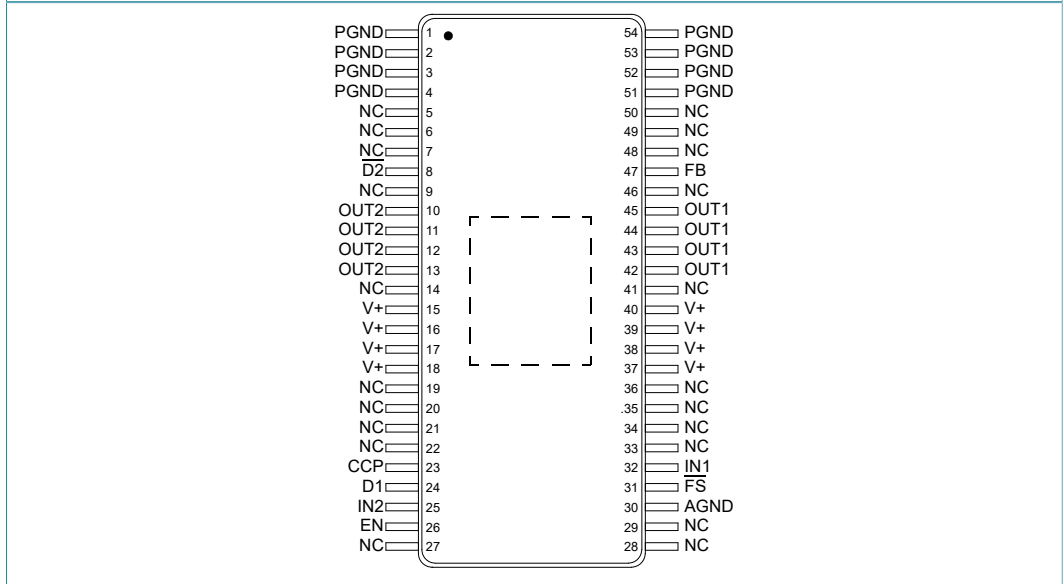 PGND 1 54 PGND
PGND 2 53 PGND
PGND 3 52 PGND
PGND 4 51 PGND
NC 5 50 NC
NC 6 49 NC
NC 7 48 NC
D2 8 47 FB
NC 9 46 NC
OUT2 10 45 OUT1
OUT2 11 44 OUT1
OUT2 12 43 OUT1
OUT2 13 42 OUT1
NC 14 41 NC
V+ 15 40 V+
V+ 16 39 V+
V+ 17 38 V+
V+ 18 37 V+
NC 19 36 NC
NC 20 .35 NC
NC 21 34 NC
NC 22 33 NC
CCP 23 32 IN1
D1 24 31 FS
IN2 25 30 AGND
EN 26 29 NC
NC 27 28 NC